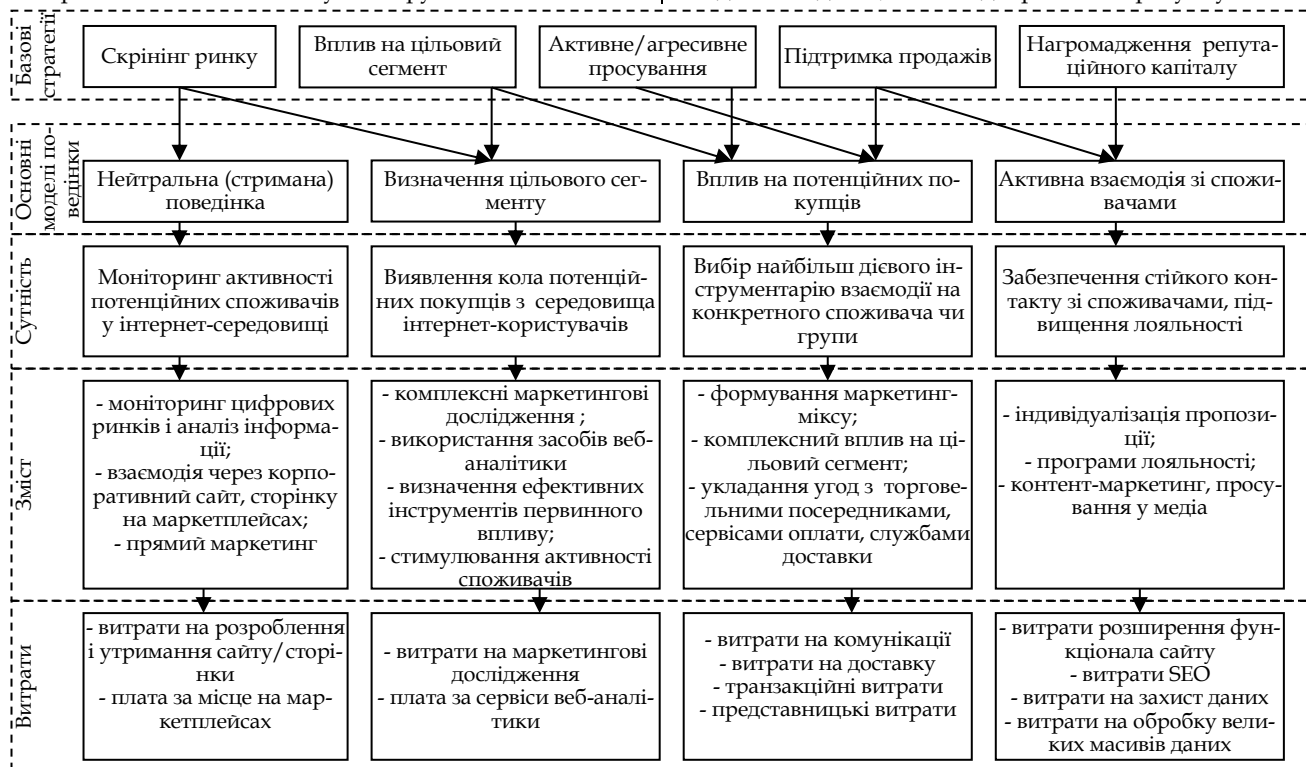 Базові
стратегії
Скрінінг ринку
Вплив на цільовий
сегмент
Активне/агресивне
просування
Підтримка продажів
Нагромадження репута-
ційного капіталу
Основні
моделі по-
ведінки
Нейтральна (стримана)
поведінка
Визначення цільового сег-
менту
Вплив на потенційних по-
купців
Активна взаємодія зі спожи-
вачами
Сутність
Моніторинг активності
потенційних споживачів
у інтернет-середовищі
Виявлення кола потенцій-
них покупців з середовища
інтернет-користувачів
Вибір найбільш дієвого ін-
струментарію взаємодії на
конкретного споживача чи
групи
Забезпечення стійкого кон-
такту зі споживачами, під-
вищення лояльності
Зміст
- моніторинг цифрових
ринків і аналіз інформа-
ції;
- взаємодія через корпо-
ративний сайт, сторінку
на маркетплейсах;
- прямий маркетинг
- комплексні маркетингові
дослідження ;
- використання засобів веб-
аналітики
- визначення ефективних
інструментів первинного
впливу;
- стимулювання активності
споживачів
- формування маркетинг-
міксу;
- комплексний вплив на ці-
льовий сегмент;
- укладання угод з торгове-
льними посередниками,
сервісами оплати, службами
доставки
- індивідуалізація пропози-
ції;
- програми лояльності;
- контент-маркетинг, просу-
вання у медіа
Витрати
- витрати на розроблення
і утримання сайту/сторі-
нки
- плата за місце на мар-
кетплейсах
- витрати на маркетингові
дослідження
- плата за сервіси веб-аналі-
тики
- витрати на комунікації
- витрати на доставку
- транзакційні витрати
- представницькі витрати
- витрати розширення фун-
кціонала сайту
- витрати SEO
- витрати на захист даних
- витрати на обробку вели-
ких масивів даних